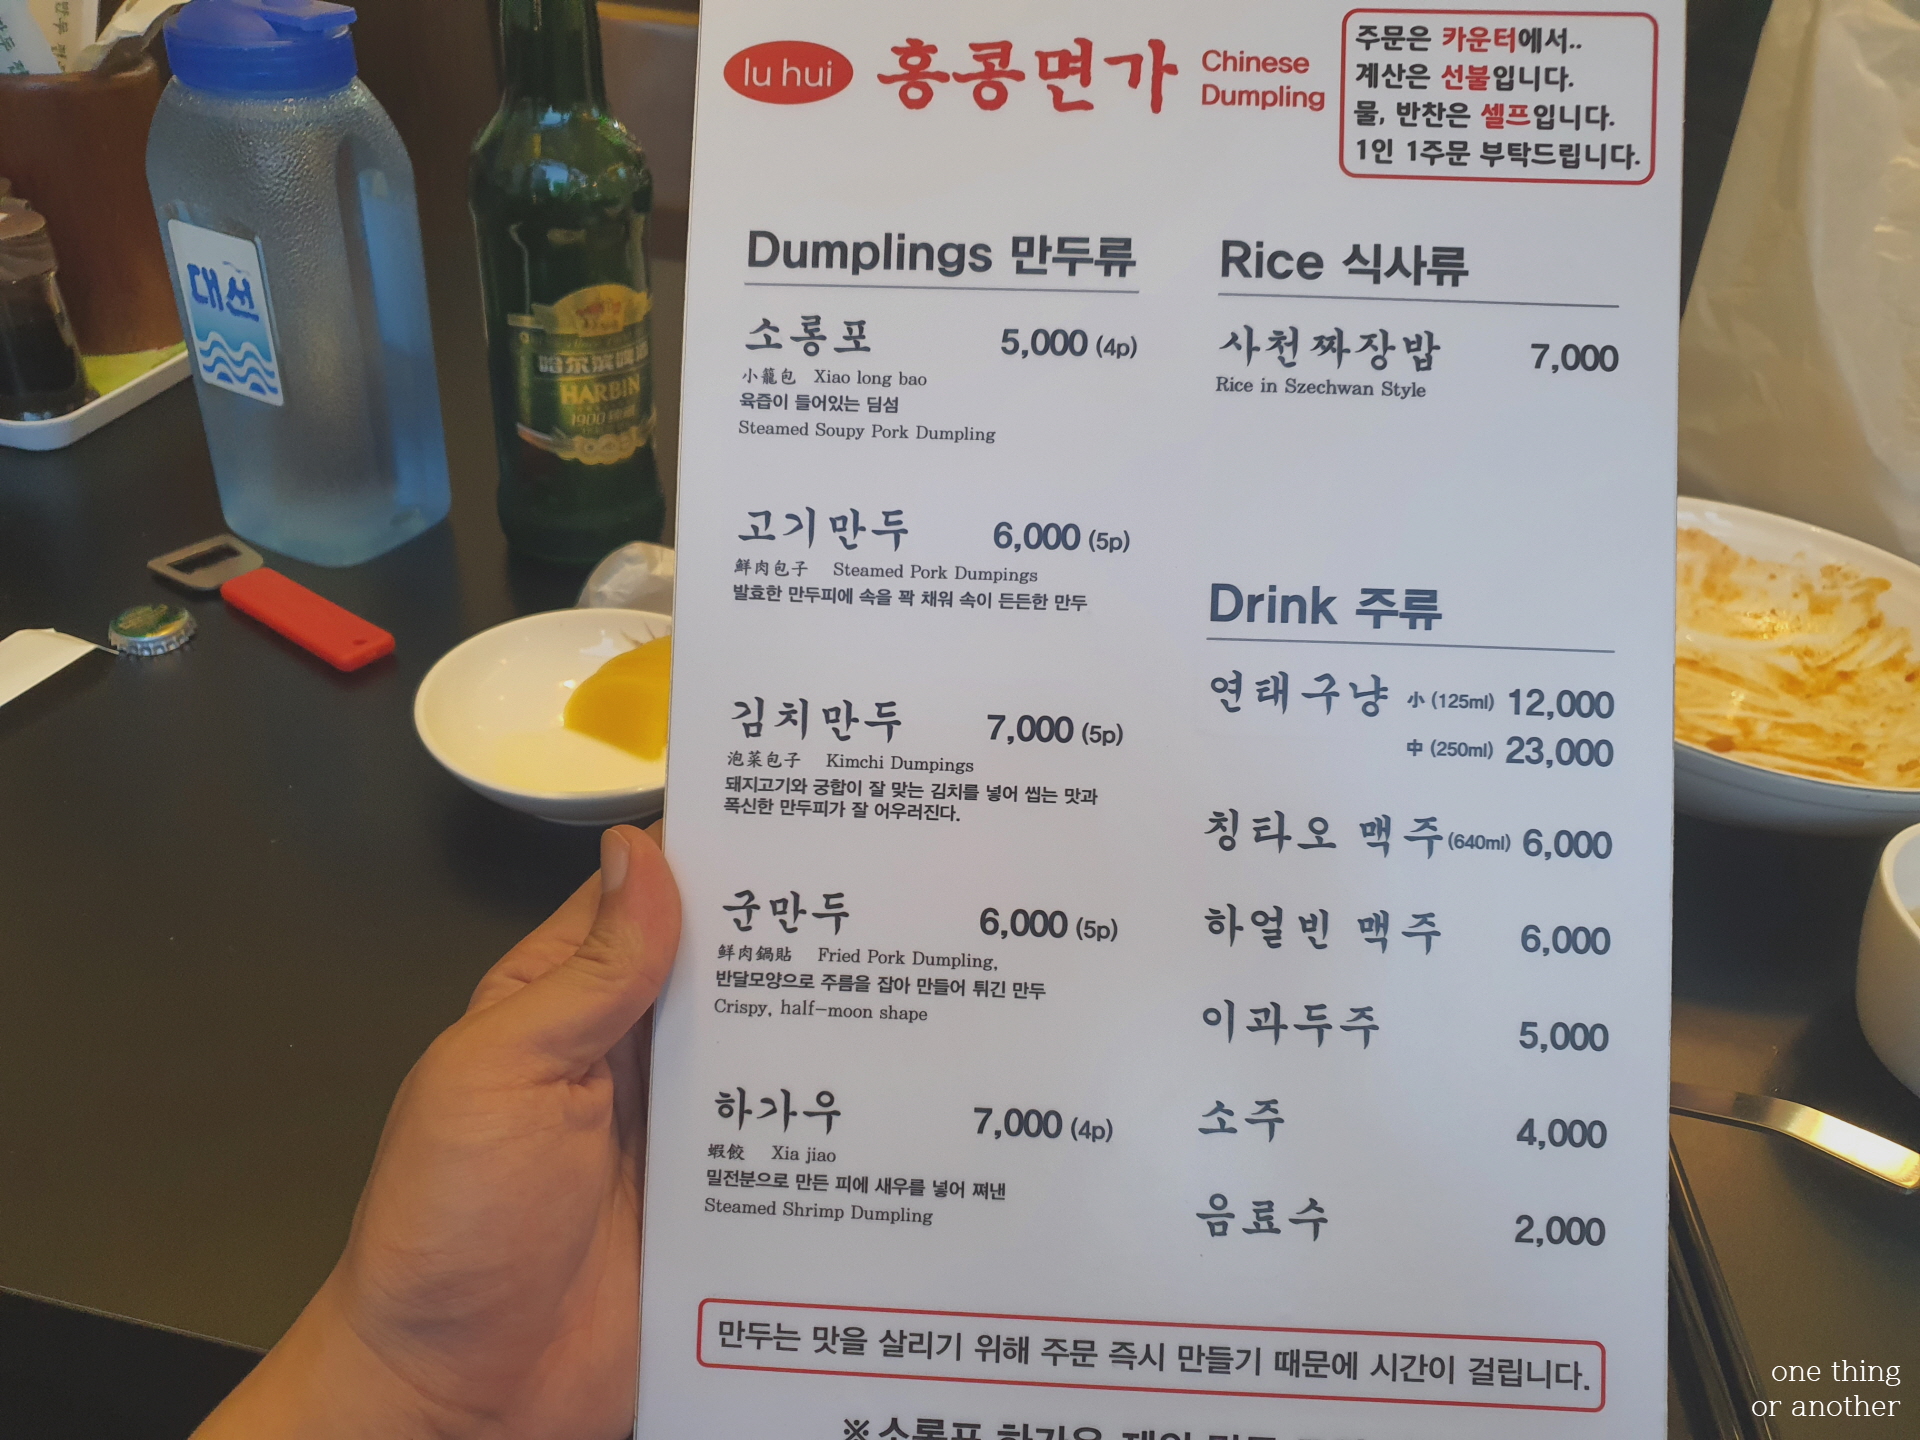 lu hui
홍콩면가
Chinese
Dumpling
주문은 카운터에서..
계산은 선불입니다.
물, 반찬은 셀프입니다.
1인 1주문 부탁드립니다.
Dumplings 만두류
소롱포 5,000 (4p)
小籠包 Xiao long bao
육즙이 들어있는 딤섬
Steamed Soupy Pork Dumpling
고기만두 6,000 (5p)
鮮肉包子 Steamed Pork Dumpings
발효한 만두피에 속을 꽉 채워 속이 든든한 만두
김치만두 7,000 (5p)
泡菜包子 Kimchi Dumpings
돼지고기와 궁합이 잘 맞는 김치를 넣어 씹는 맛과
폭신한 만두피가 잘 어우러진다.
군만두 6,000 (5p)
鮮肉鍋貼 Fried Pork Dumpling,
반달모양으로 주름을 잡아 만들어 튀긴 만두
Crispy, half-moon shape
하가우 7,000 (4p)
蝦餃 Xia jiao
밀전분으로 만든 피에 새우를 넣어 쪄낸
Steamed Shrimp Dumpling
Rice 식사류
사천짜장밥 7,000
Rice in Szechwan Style
Drink 주류
연태구냥 小 (125ml) 12,000
中 (250ml) 23,000
칭타오 맥주 (640ml) 6,000
하얼빈 맥주 6,000
이과두주 5,000
소주 4,000
음료수 2,000
만두는 맛을 살리기 위해 주문 즉시 만들기 때문에 시간이 걸립니다.
※소롱포 하가우 제외
대선
HARBIN
1900
one thing
or another